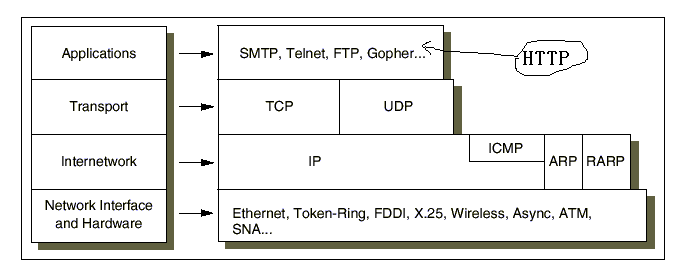 Applications
SMTP, Telnet, FTP, Gopher...
HTTP
Transport
TCP
UDP
Internetwork
IP
ICMP
ARP
RARP
Network Interface
and Hardware
Ethernet, Token-Ring, FDDI, X.25, Wireless, Async, ATM,
SNA...